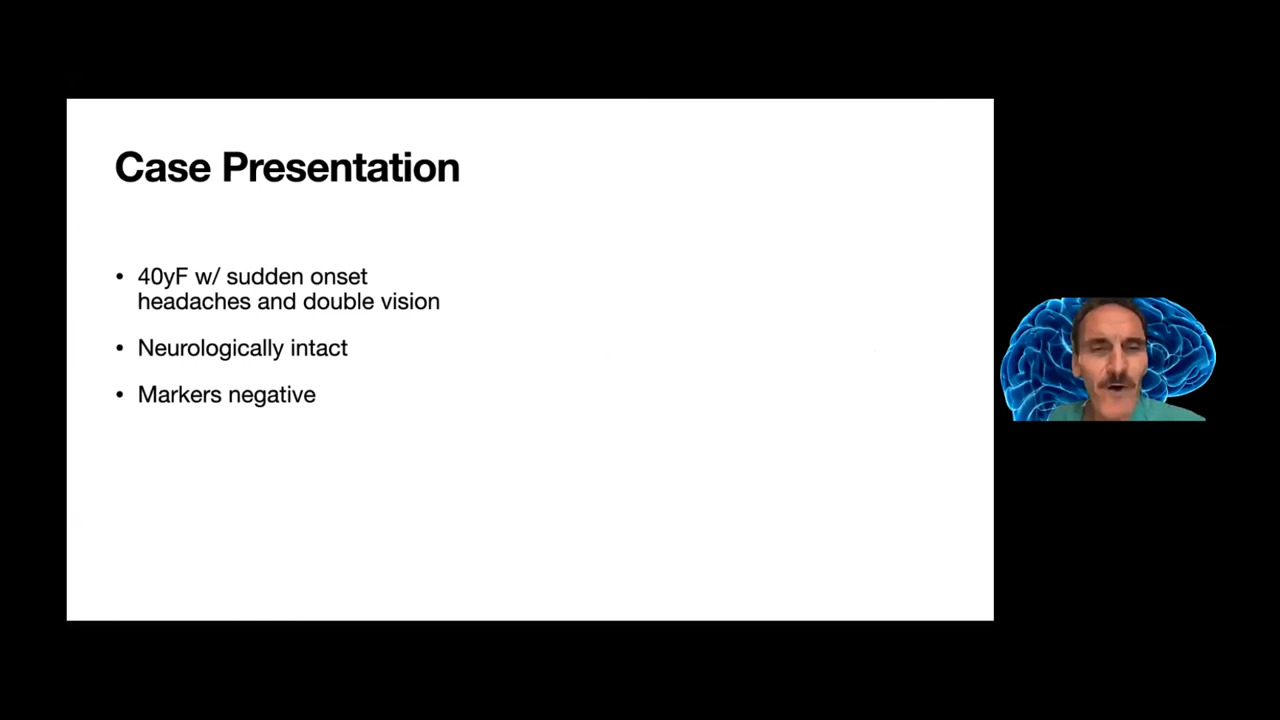 Case Presentation
• 40yF w/ sudden onset
headaches and double vision
• Neurologically intact
• Markers negative